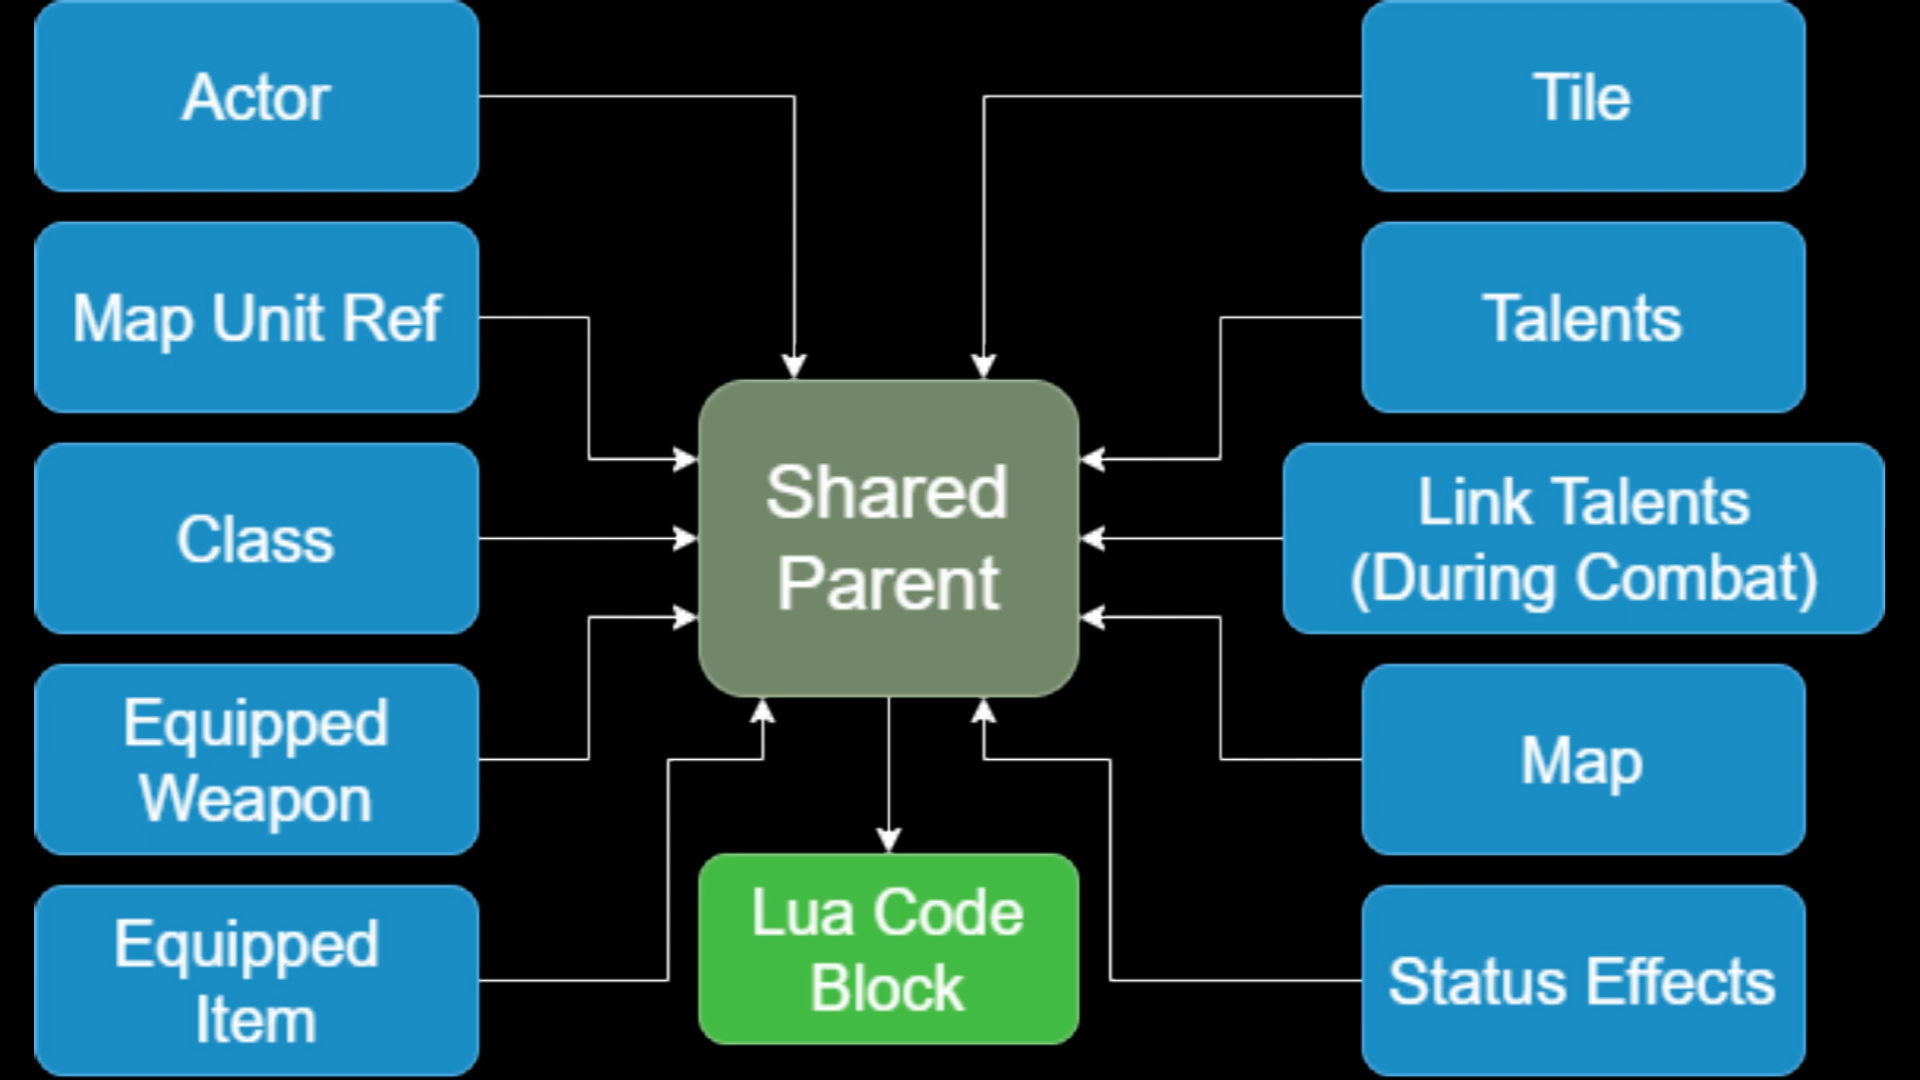 Actor
Map Unit Ref
Class
Equipped
Weapon
Equipped
Item
Shared
Parent
Lua Code
Block
Tile
Talents
Link Talents
(During Combat)
Map
Status Effects